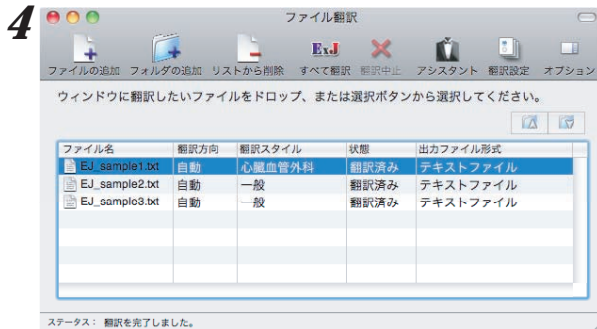 4
ファイル翻訳
ファイルの追加 フォルダの追加 リストから削除 すべて翻訳 翻訳中止 アシスタント 翻訳設定 オプション
ウィンドウに翻訳したいファイルをドロップ、または選択ボタンから選択してください。
ファイル名 翻訳方向 翻訳スタイル 状態 出力ファイル形式
EJ_sample1.txt 自動 心臓血管外科 翻訳済み テキストファイル
EJ_sample2.txt 自動 一般 翻訳済み テキストファイル
EJ_samplo3.txt 自動 一般 翻訳済み テキストファイル
ステータス： 翻訳を完了しました。